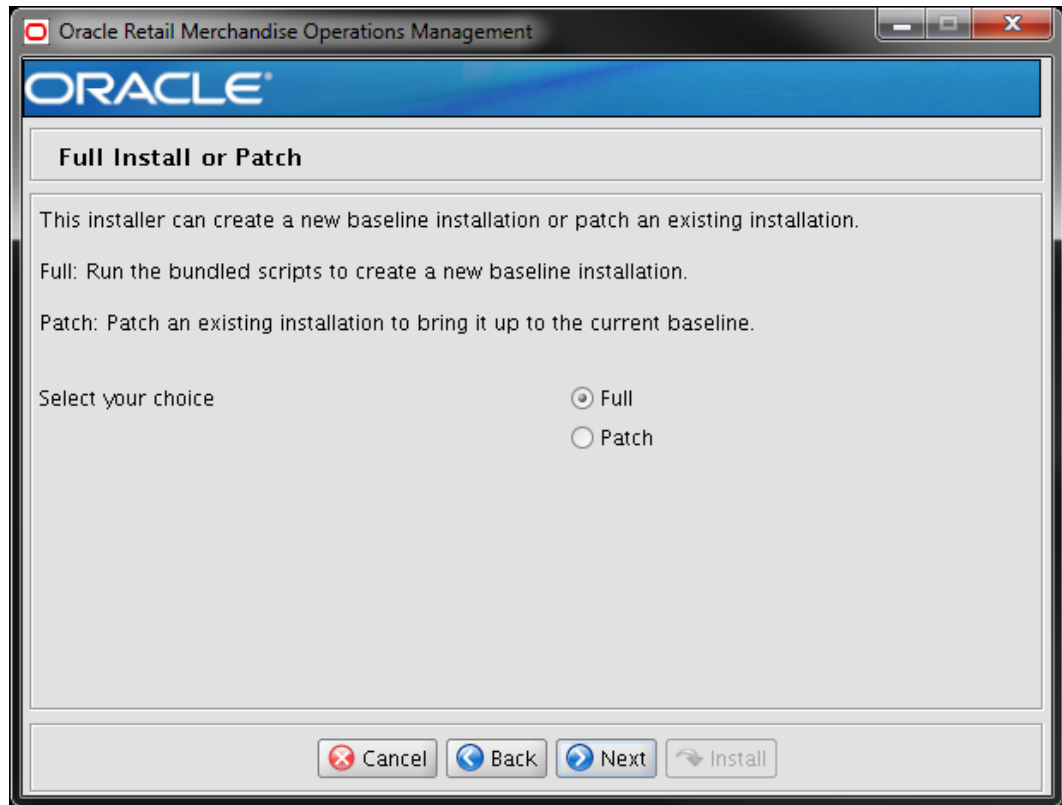 Oracle Retail Merchandise Operations Management
ORACLE®
Full Install or Patch
This installer can create a new baseline installation or patch an existing installation.
Full: Run the bundled scripts to create a new baseline installation.
Patch: Patch an existing installation to bring it up to the current baseline.
Select your choice
Full
Patch
Cancel Back Next Install